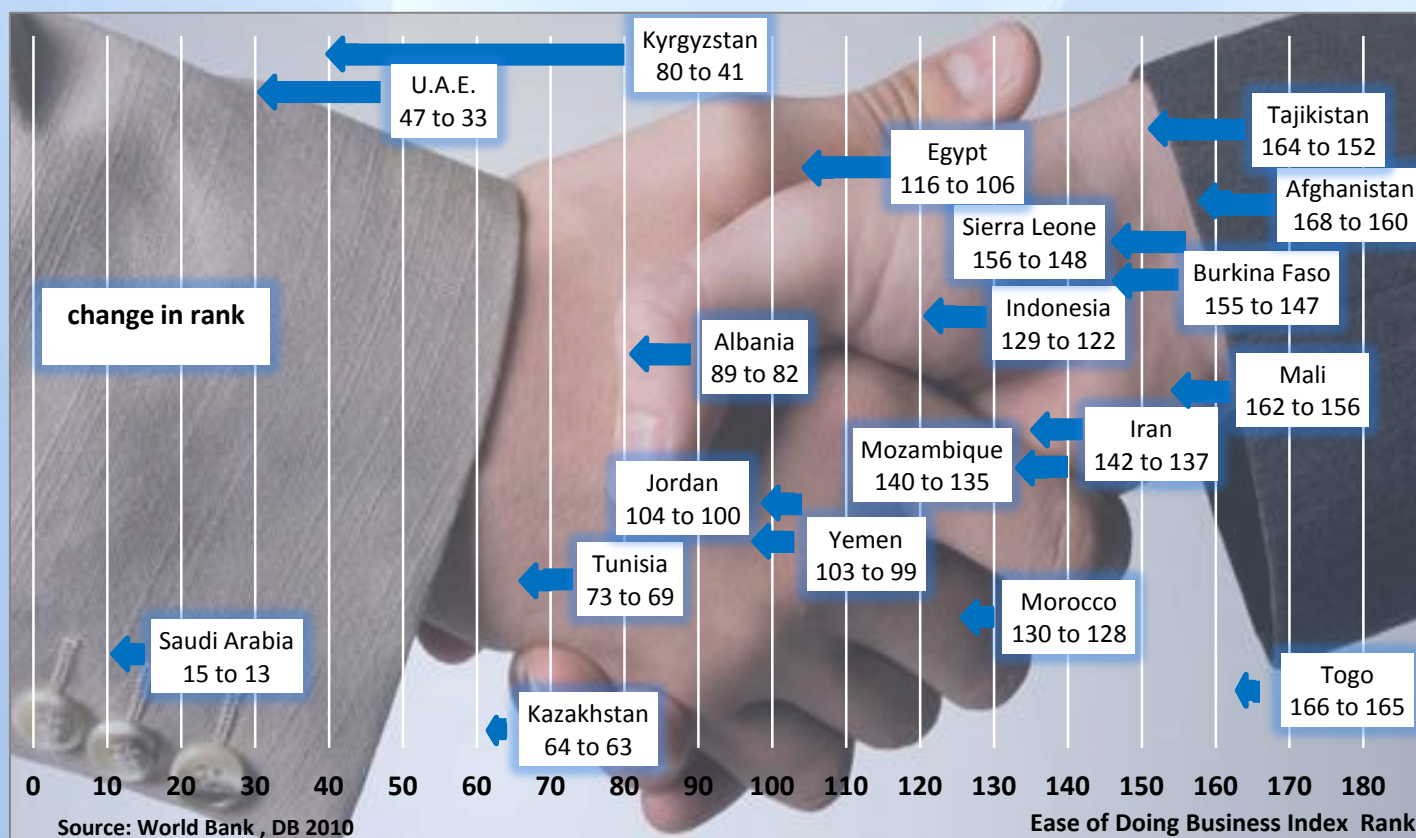 Kyrgyzstan
80 to 41
U.A.E.
47 to 33
Tajikistan
164 to 152
Egypt
116 to 106
Afghanistan
168 to 160
Sierra Leone
156 to 148
Burkina Faso
155 to 147
change in rank
Indonesia
129 to 122
Albania
89 to 82
Mali
162 to 156
Iran
142 to 137
Mozambique
140 to 135
Jordan
104 to 100
Yemen
103 to 99
Tunisia
73 to 69
Morocco
130 to 128
Saudi Arabia
15 to 13
Togo
166 to 165
Kazakhstan
64 to 63
0 10 20 30 40 50 60 70 80 90 100 110 120 130 140 150 160 170 180
Source: World Bank , DB 2010
Ease of Doing Business Index Rank